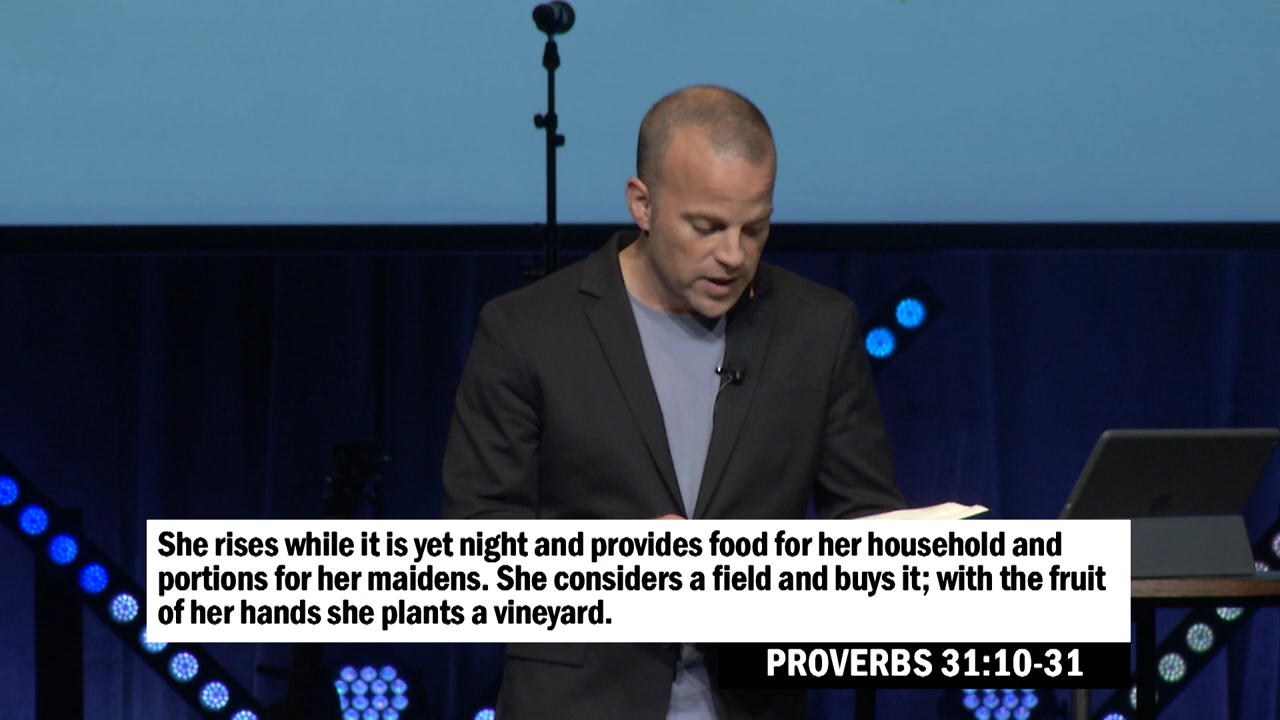 She rises while it is yet night and provides food for her household and
portions for her maidens. She considers a field and buys it; with the fruit
of her hands she plants a vineyard.
PROVERBS 31:10-31